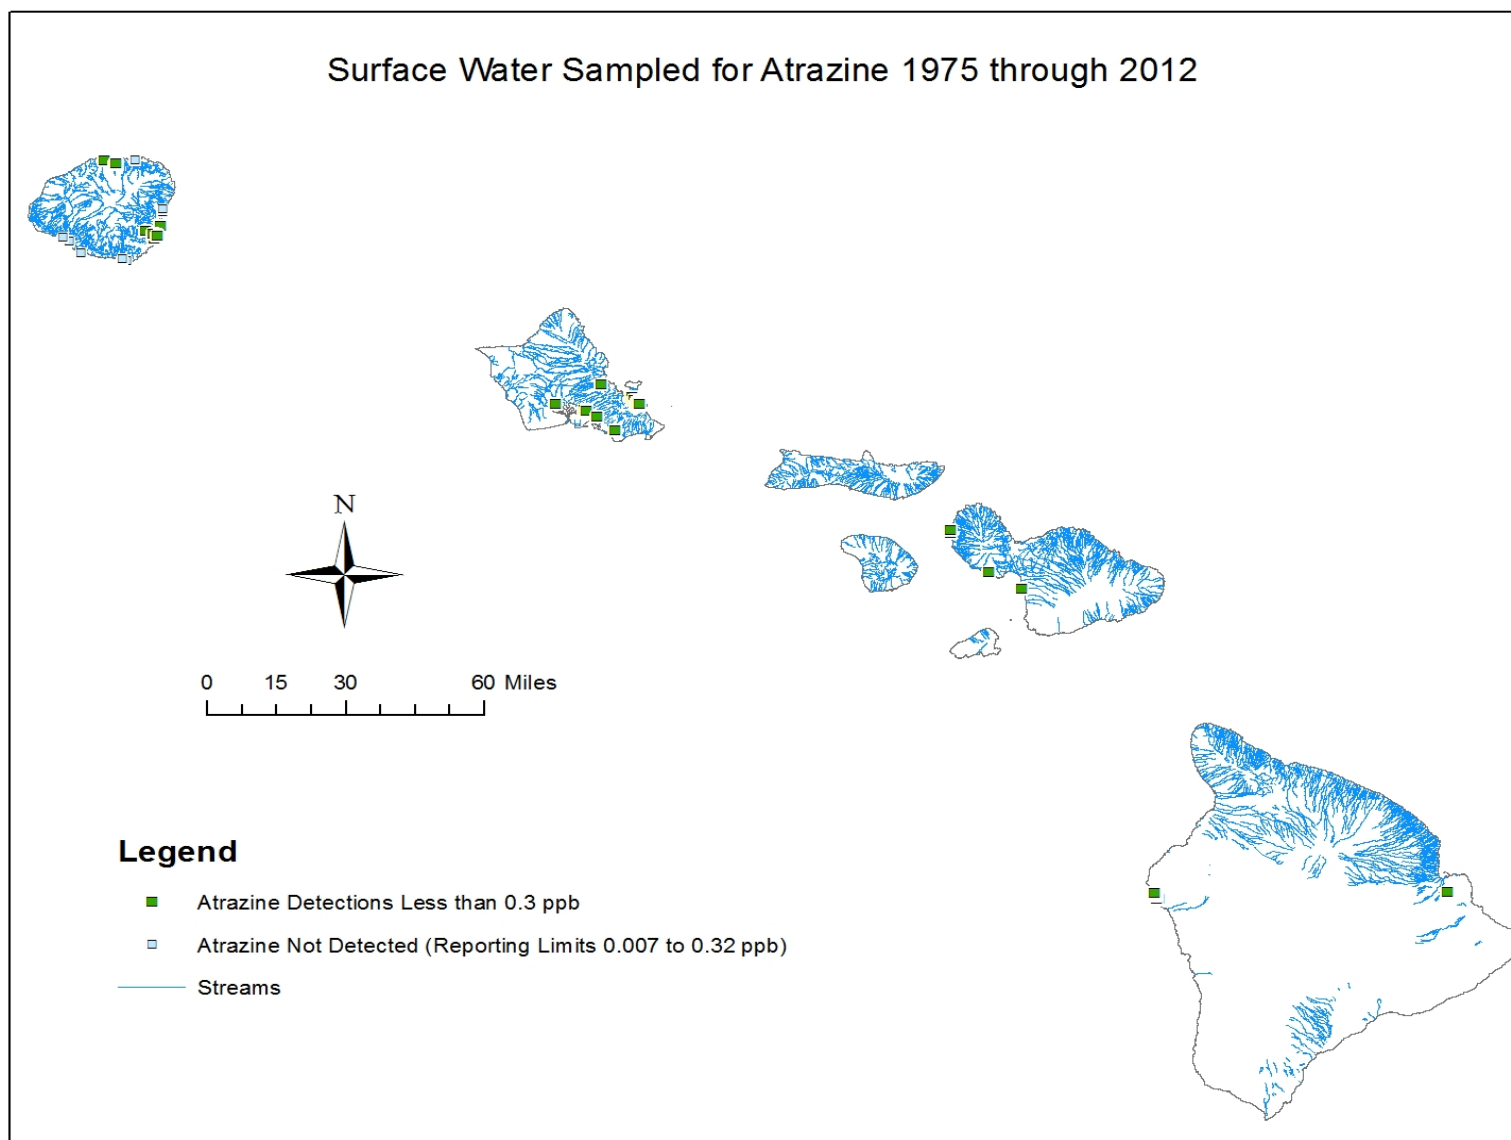 Surface Water Sampled for Atrazine 1975 through 2012
N
0 15 30 60 Miles
Legend
Atrazine Detections Less than 0.3 ppb
Atrazine Not Detected (Reporting Limits 0.007 to 0.32 ppb)
Streams